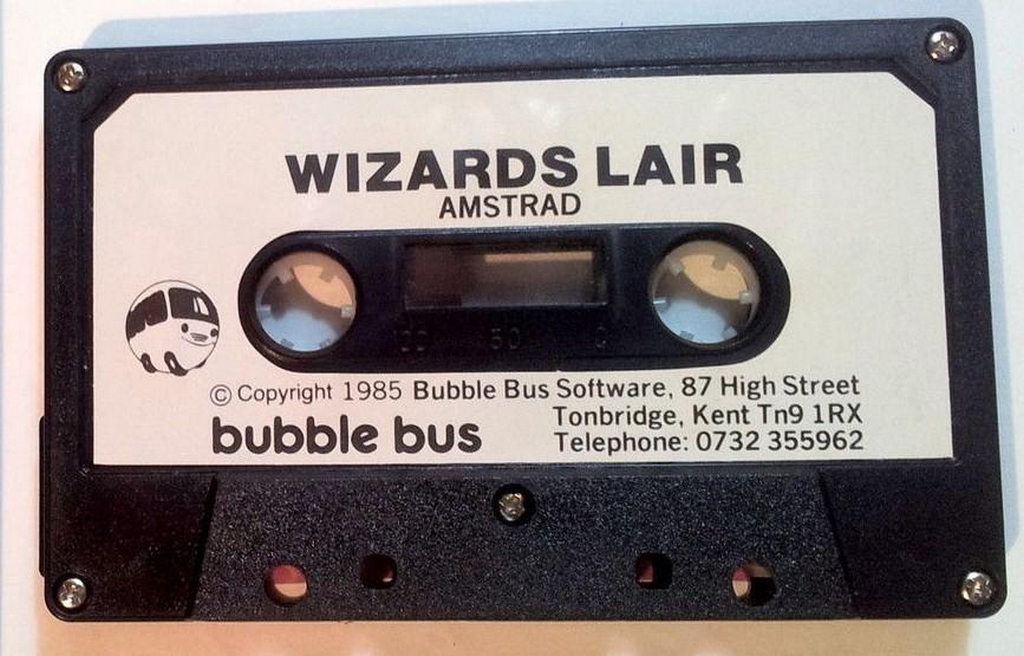 WIZARDS LAIR
AMSTRAD
50
© Copyright 1985 Bubble Bus Software, 87 High Street
Tonbridge, Kent Tn9 1RX
bubble bus
Telephone: 0732 355962